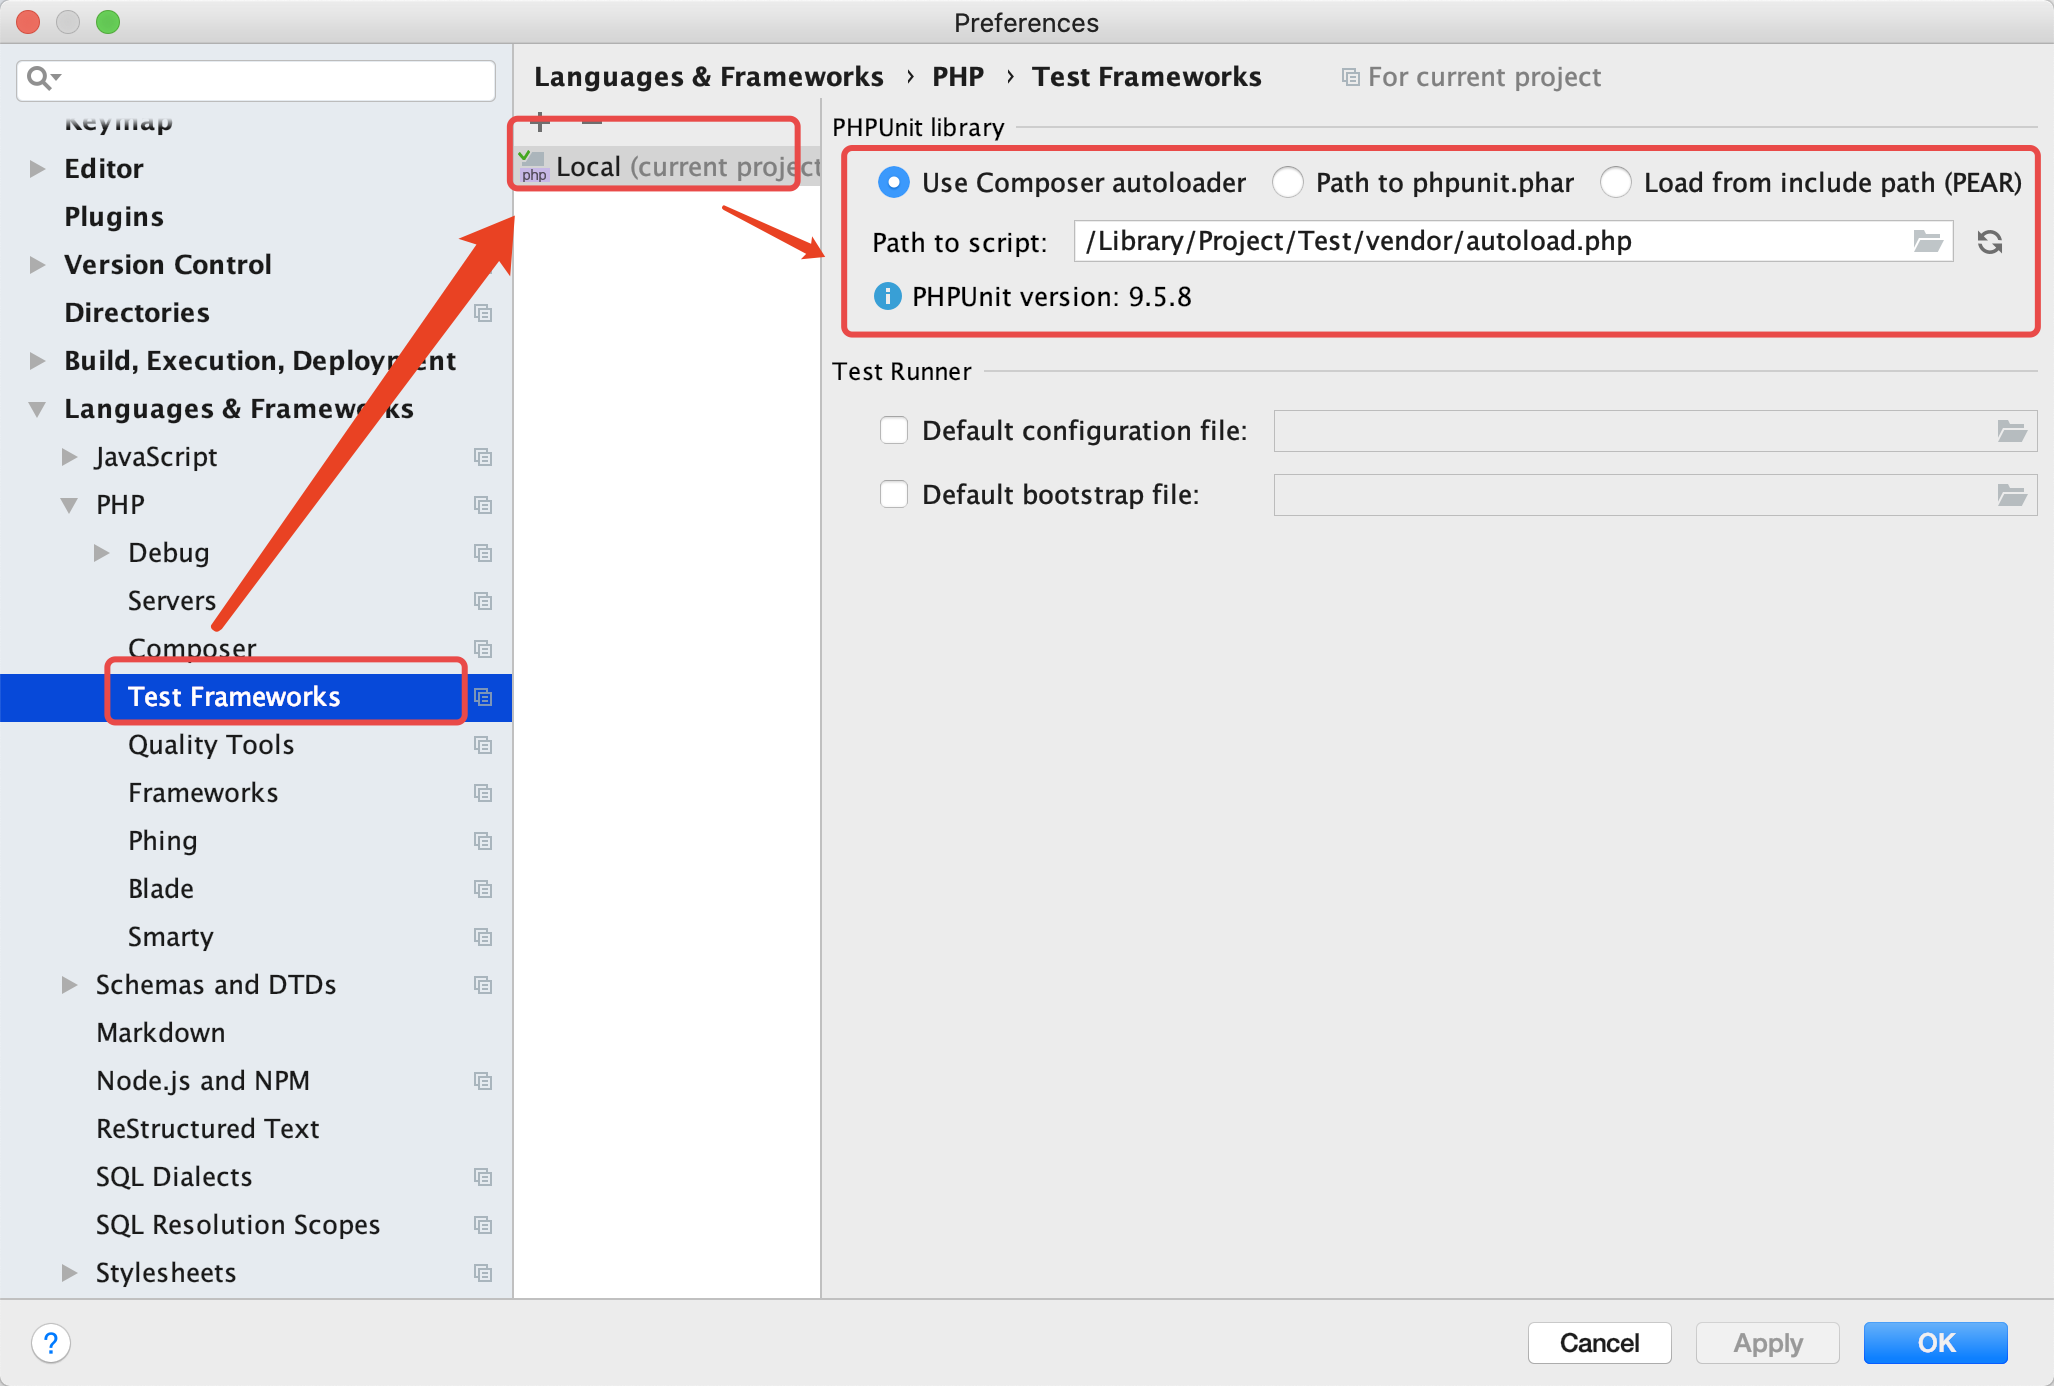 Preferences
Keymap
Editor
Plugins
Version Control
Directories
Build, Execution, Deployment
Languages & Frameworks
JavaScript
PHP
Debug
Servers
Composer
Test Frameworks
Quality Tools
Frameworks
Phing
Blade
Smarty
Schemas and DTDs
Markdown
Node.js and NPM
ReStructured Text
SQL Dialects
SQL Resolution Scopes
Stylesheets
Languages & Frameworks › PHP › Test Frameworks For current project
php Local (current project
PHPUnit library
Use Composer autoloader Path to phpunit.phar Load from include path (PEAR)
Path to script: /Library/Project/Test/vendor/autoload.php
PHPUnit version: 9.5.8
Test Runner
Default configuration file:
Default bootstrap file:
? Cancel Apply OK